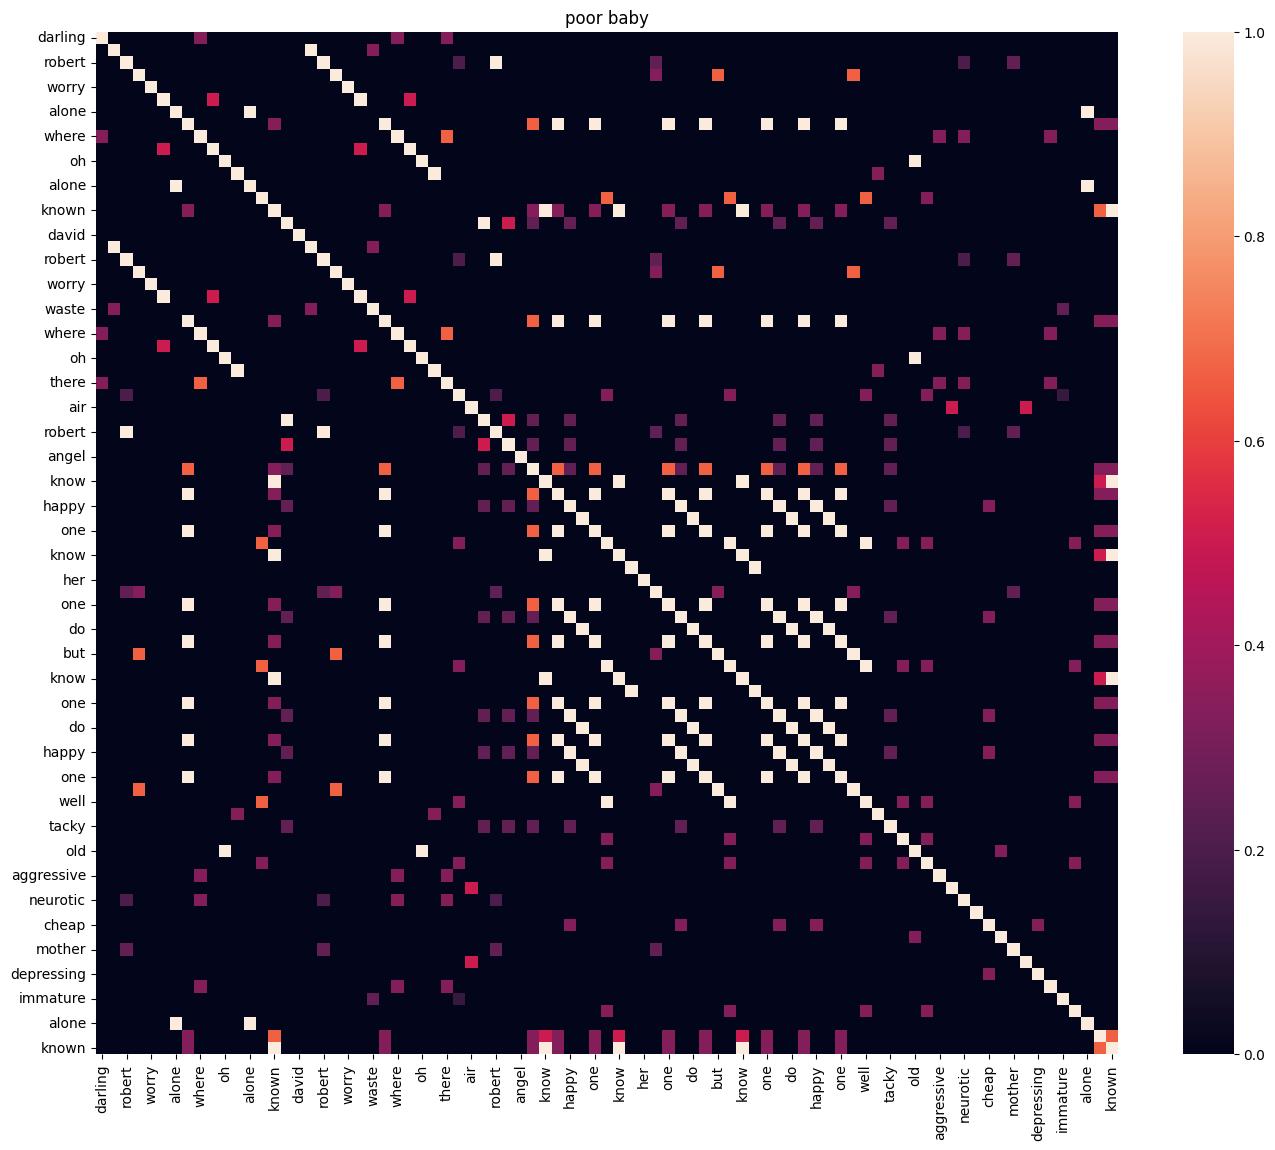 poor baby
darling
robert
worry
alone
where
oh
alone
known
david
robert
worry
waste
where
oh
there
air
robert
angel
know
happy
one
know
her
one
do
but
know
one
do
happy
one
well
tacky
old
aggressive
neurotic
cheap
mother
depressing
immature
alone
known
darling
robert
worry
alone
where
oh
alone
known
david
robert
worry
waste
where
oh
there
air
robert
angel
know
happy
one
know
her
one
do
but
know
one
do
happy
one
well
tacky
old
aggressive
neurotic
cheap
mother
depressing
immature
alone
known
1.0
0.8
0.6
0.4
0.2
0.0